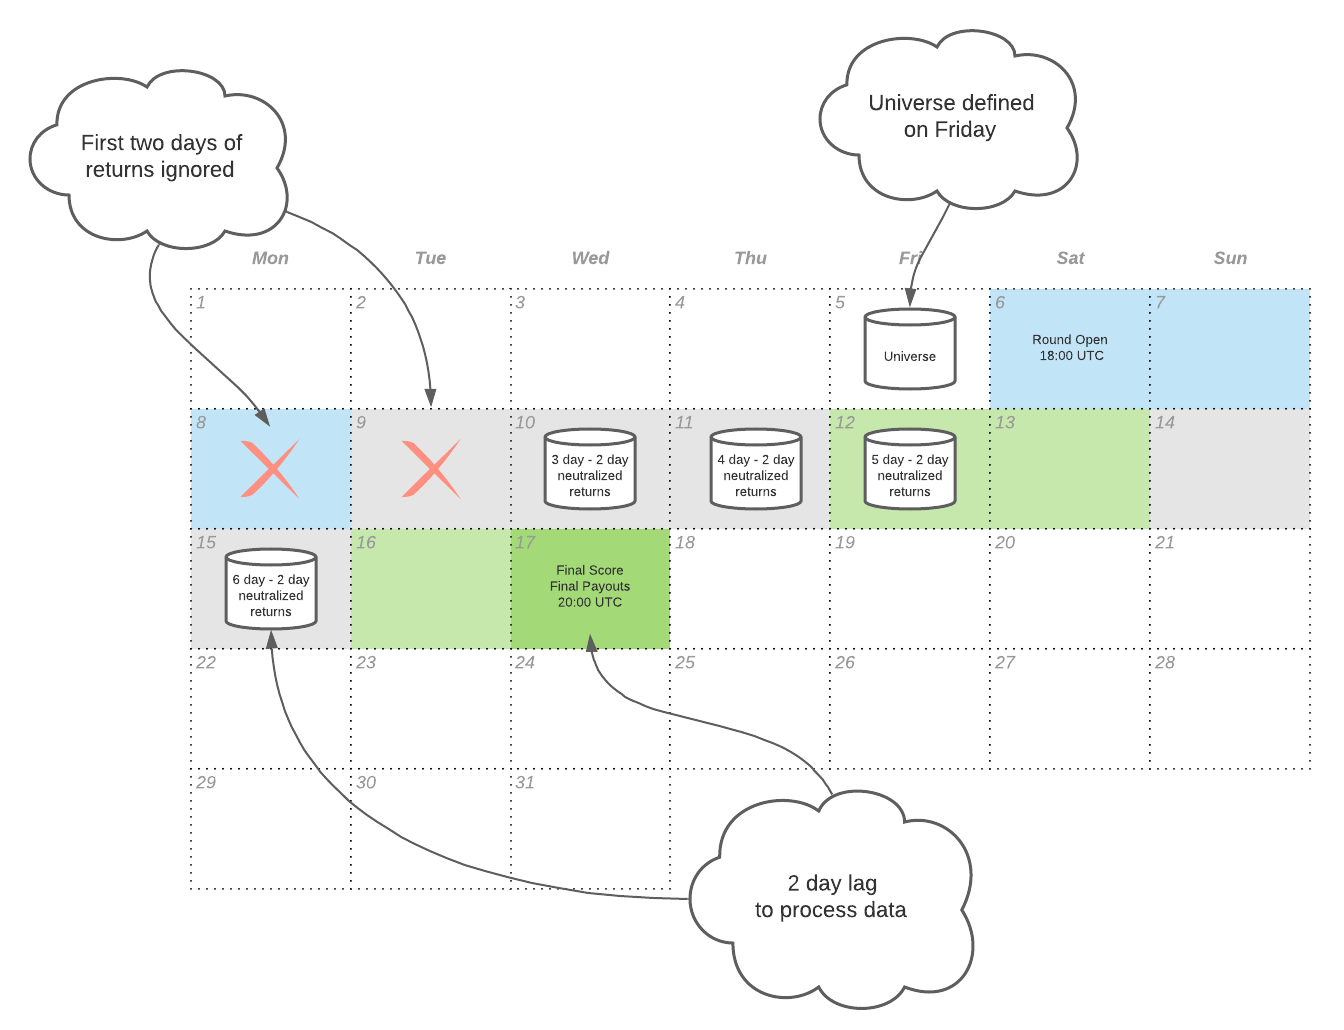 Universe defined
on Friday
First two days of
returns ignored
Mon
Tue
Wed
Thu
Fri
Sat
Sun
1
2
3
4
5
Universe
6
Round Open
18:00 UTC
7
8
9
10
3 day - 2 day
neutralized
returns
11
4 day - 2 day
neutralized
returns
12
5 day - 2 day
neutralized
returns
13
14
15
6 day - 2 day
neutralized
returns
16
17
Final Score
Final Payouts
20:00 UTC
18
19
20
21
22
23
24
25
26
27
28
29
30
31
2 day lag
to process data